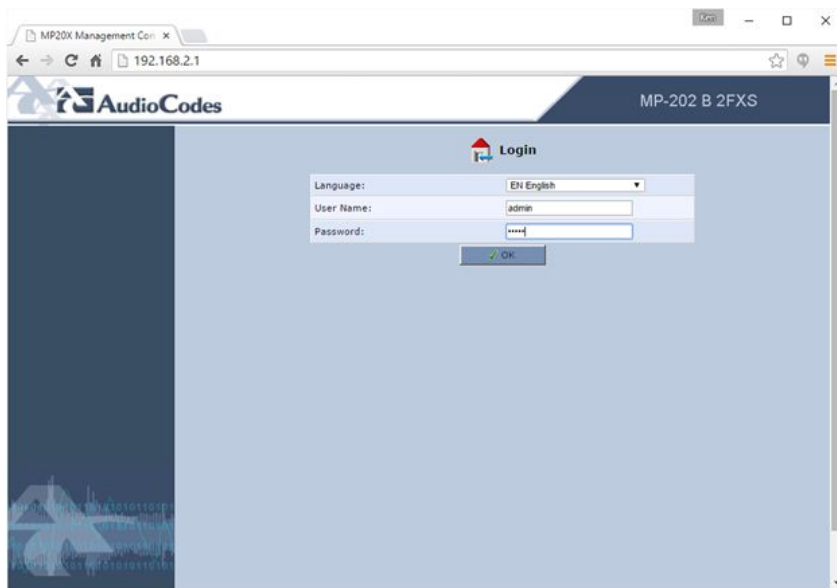 Ken
MP20X Management Con
192.168.2.1
AudioCodes
MP-202 B 2FXS
Login
Language:
EN English
User Name:
admin
Password:
•••••
OK